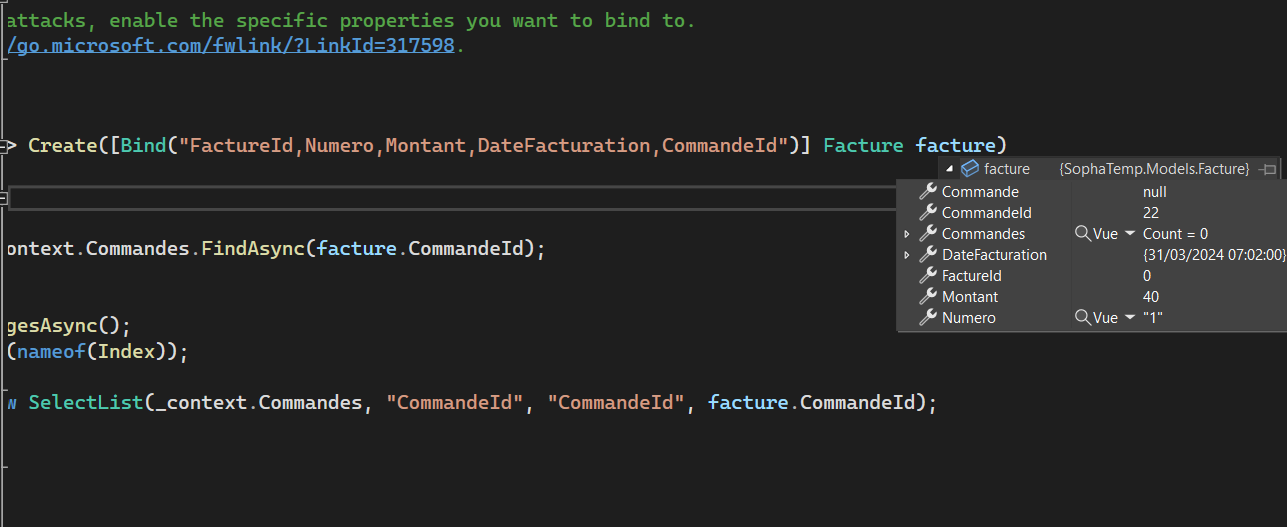 attacks, enable the specific properties you want to bind to.
/go.microsoft.com/fwlink/?LinkId=317598.
> Create([Bind("FactureId,Numero,Montant,DateFacturation,CommandeId")] Facture facture)
facture {SophaTemp.Models.Facture}
Commande null
CommandeId 22
Commandes Vue Count = 0
DateFacturation {31/03/2024 07:02:00}
FactureId 0
Montant 40
Numero Vue "1"
ontext.Commandes.FindAsync(facture.CommandeId);
gesAsync();
(nameof(Index));
w SelectList(_context.Commandes, "CommandeId", "CommandeId", facture.CommandeId);